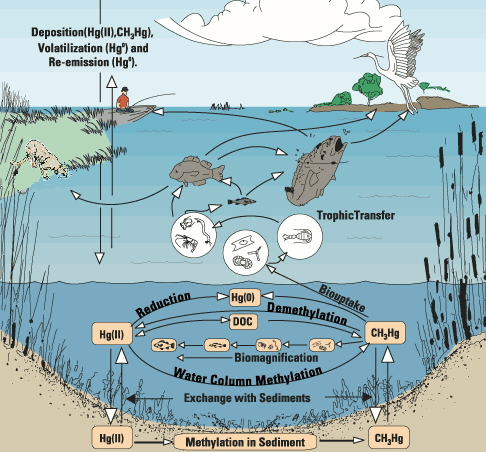 Deposition(Hg(II),CH₃Hg),
Volatilization (Hg⁰) and
Re-emission (Hg⁰).
TrophicTransfer
Biouptake
Reduction
Hg(0)
Demethylation
Hg(II)
DOC
CH₃Hg
Biomagnification
Water Column Methylation
Exchange with Sediments
Hg(II)
Methylation in Sediment
CH₃Hg